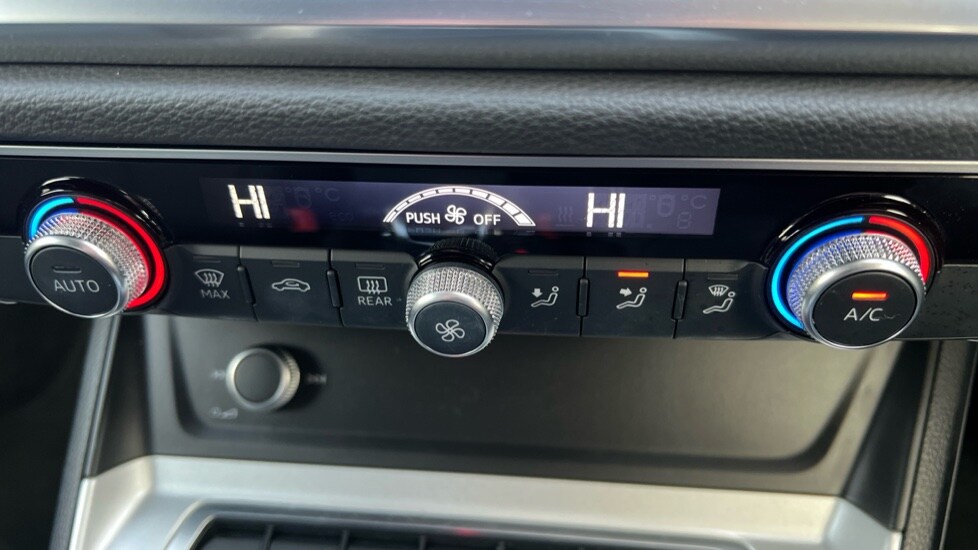 HI PUSH OFF HI
AUTO MAX REAR A/C